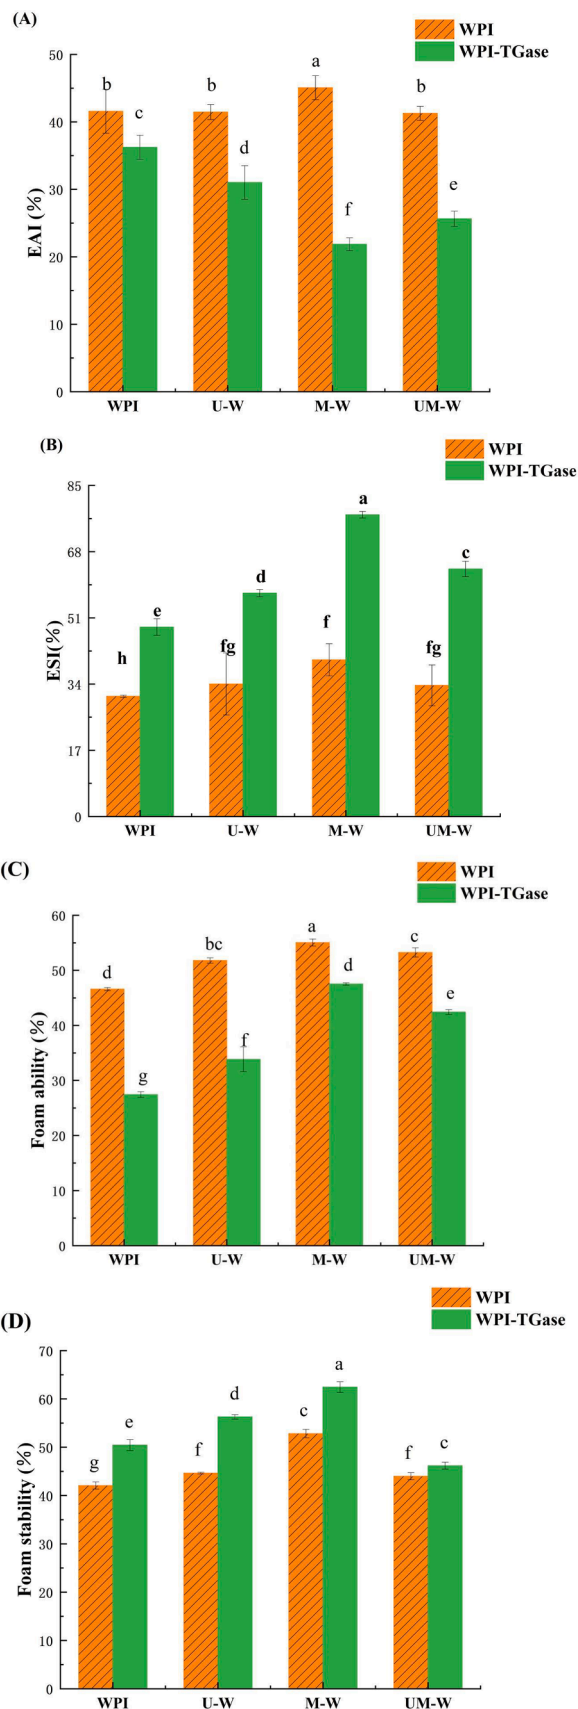 (A)
WPI
WPI-TGase
50
40
30
20
10
0
EAI (%)
b
c
b
d
a
f
b
e
WPI U-W M-W UM-W
(B)
WPI
WPI-TGase
85
68
51
34
17
0
ESI(%)
h
e
fg
d
f
a
fg
c
WPI U-W M-W UM-W
(C)
WPI
WPI-TGase
60
50
40
30
20
10
0
Foam ability (%)
d
g
bc
f
a
d
c
e
WPI U-W M-W UM-W
(D)
WPI
WPI-TGase
70
60
50
40
30
20
10
0
Foam stability (%)
g
e
f
d
c
a
f
c
WPI U-W M-W UM-W